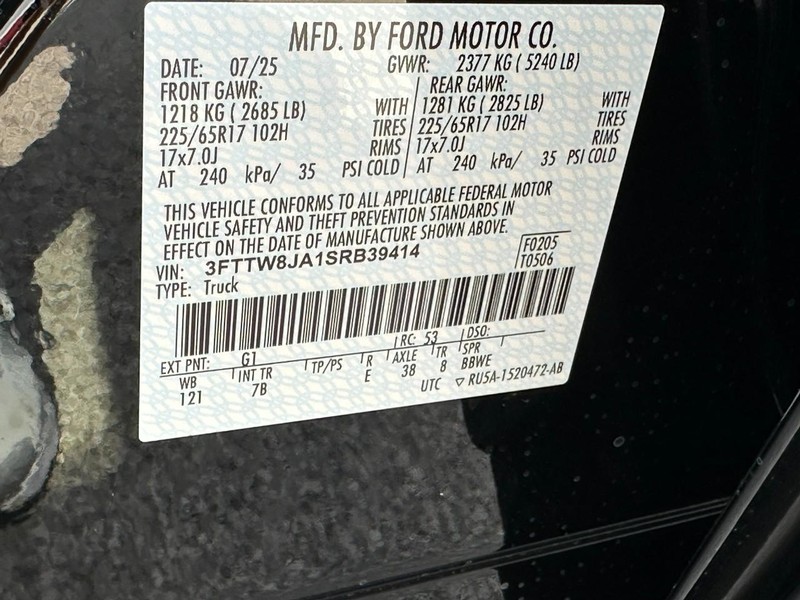 MFD. BY FORD MOTOR CO.
DATE: 07/25 GVWR: 2377 KG ( 5240 LB)
FRONT GAWR: REAR GAWR:
1218 KG ( 2685 LB) WITH 1281 KG ( 2825 LB) WITH
225/65R17 102H TIRES 225/65R17 102H TIRES
17x7.0J RIMS 17x7.0J RIMS
AT 240 kPa/ 35 PSI COLD AT 240 kPa/ 35 PSI COLD
THIS VEHICLE CONFORMS TO ALL APPLICABLE FEDERAL MOTOR
VEHICLE SAFETY AND THEFT PREVENTION STANDARDS IN
EFFECT ON THE DATE OF MANUFACTURE SHOWN ABOVE.
VIN: 3FTTW8JA1SRB39414 F0205
TYPE: Truck T0506
EXT PNT: G1 RC: 53 DSO:
WB INT TR TP/PS R AXLE TR SPR
121 7B E 38 8 BBWE
UTC ▽ RU5A-1520472-AB